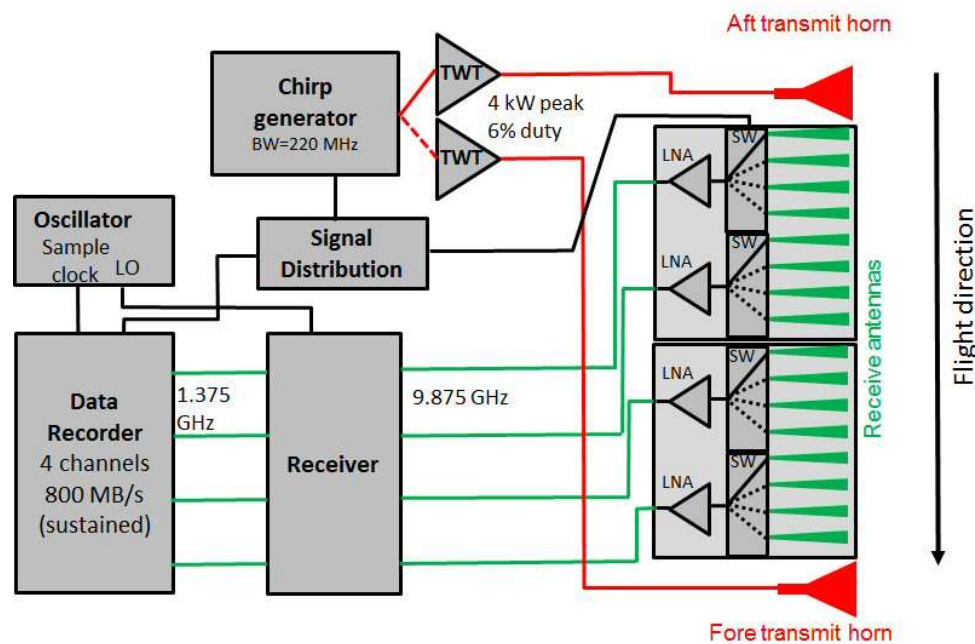 Aft transmit horn
Chirp
generator
BW=220 MHz
TWT
4 kW peak
6% duty
TWT
SW
LNA
Oscillator
Sample
clock
LO
Signal
Distribution
SW
LNA
Receive antennas
Flight direction
Data
Recorder
4 channels
800 MB/s
(sustained)
1.375
GHz
Receiver
9.875 GHz
SW
LNA
SW
LNA
Fore transmit horn